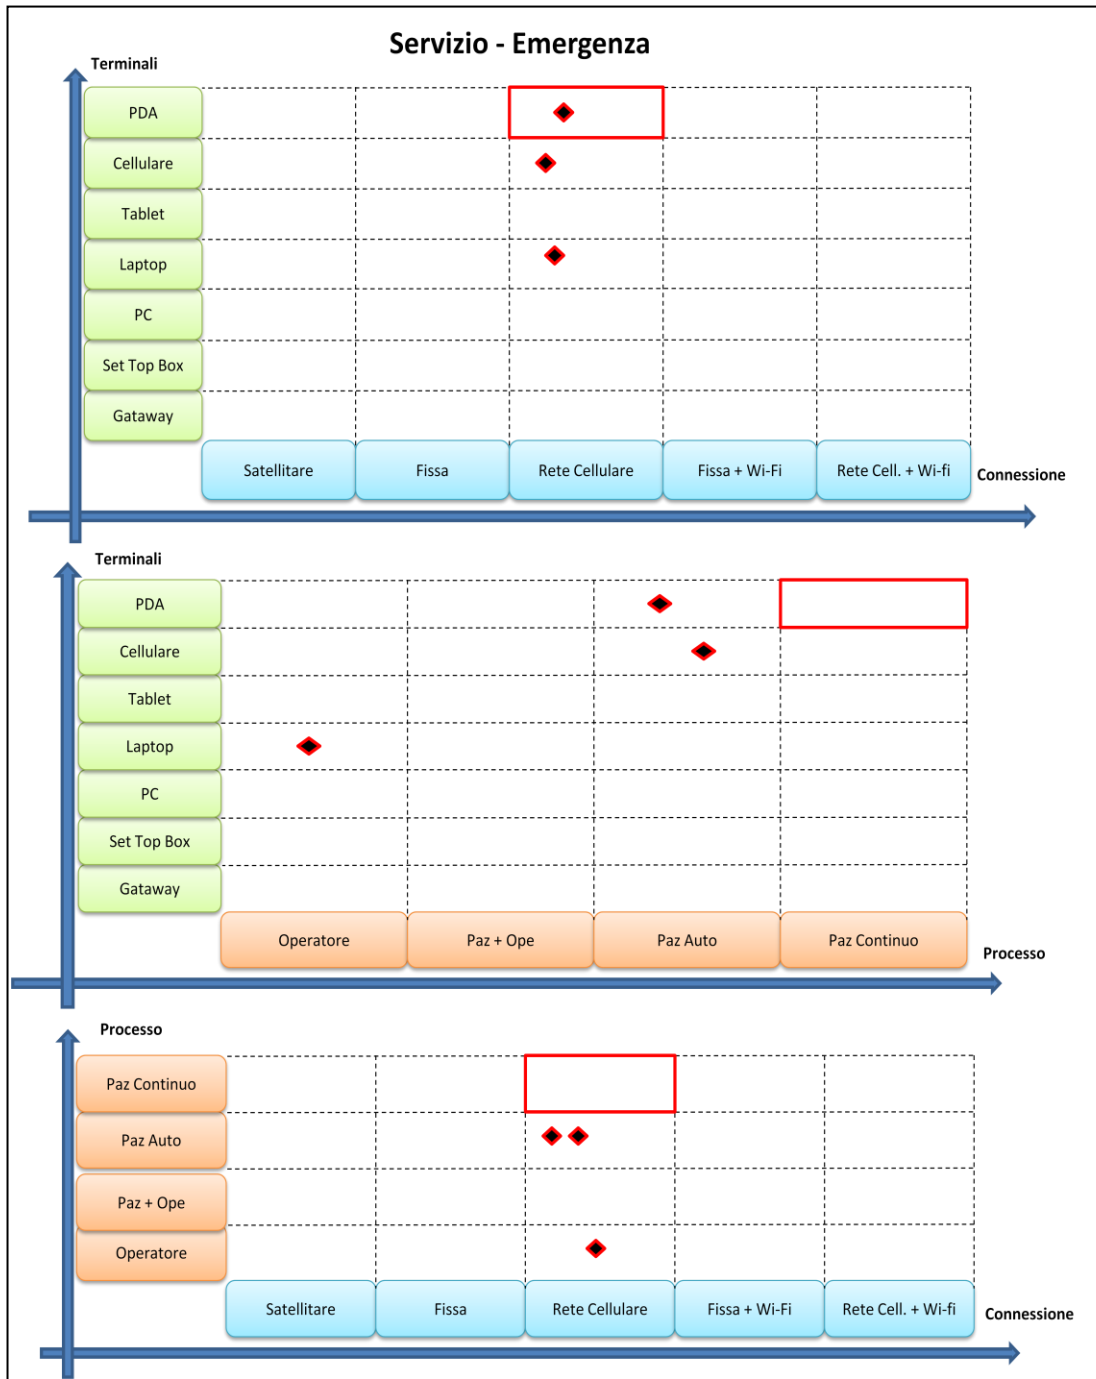 Servizio - Emergenza
Terminali
PDA
Cellulare
Tablet
Laptop
PC
Set Top Box
Gataway
Satellitare
Fissa
Rete Cellulare
Fissa + Wi-Fi
Rete Cell. + Wi-fi
Connessione
Terminali
PDA
Cellulare
Tablet
Laptop
PC
Set Top Box
Gataway
Operatore
Paz + Ope
Paz Auto
Paz Continuo
Processo
Processo
Paz Continuo
Paz Auto
Paz + Ope
Operatore
Satellitare
Fissa
Rete Cellulare
Fissa + Wi-Fi
Rete Cell. + Wi-fi
Connessione